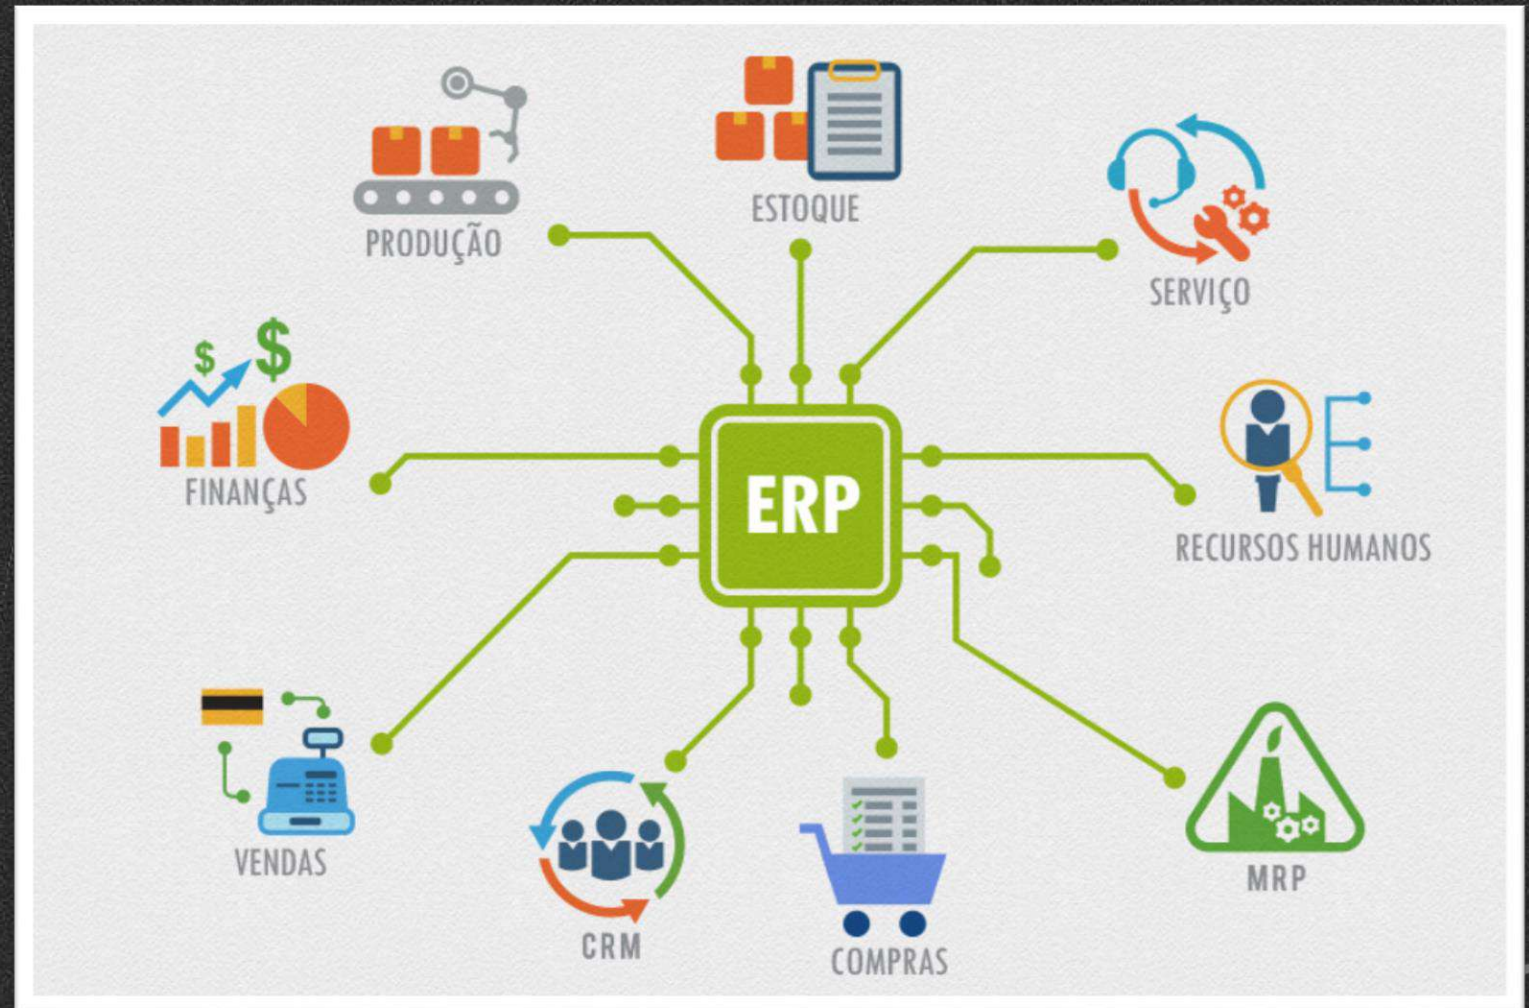 ESTOQUE
PRODUÇÃO
SERVIÇO
FINANÇAS
$
$
ERP
RECURSOS HUMANOS
VENDAS
MRP
CRM
COMPRAS